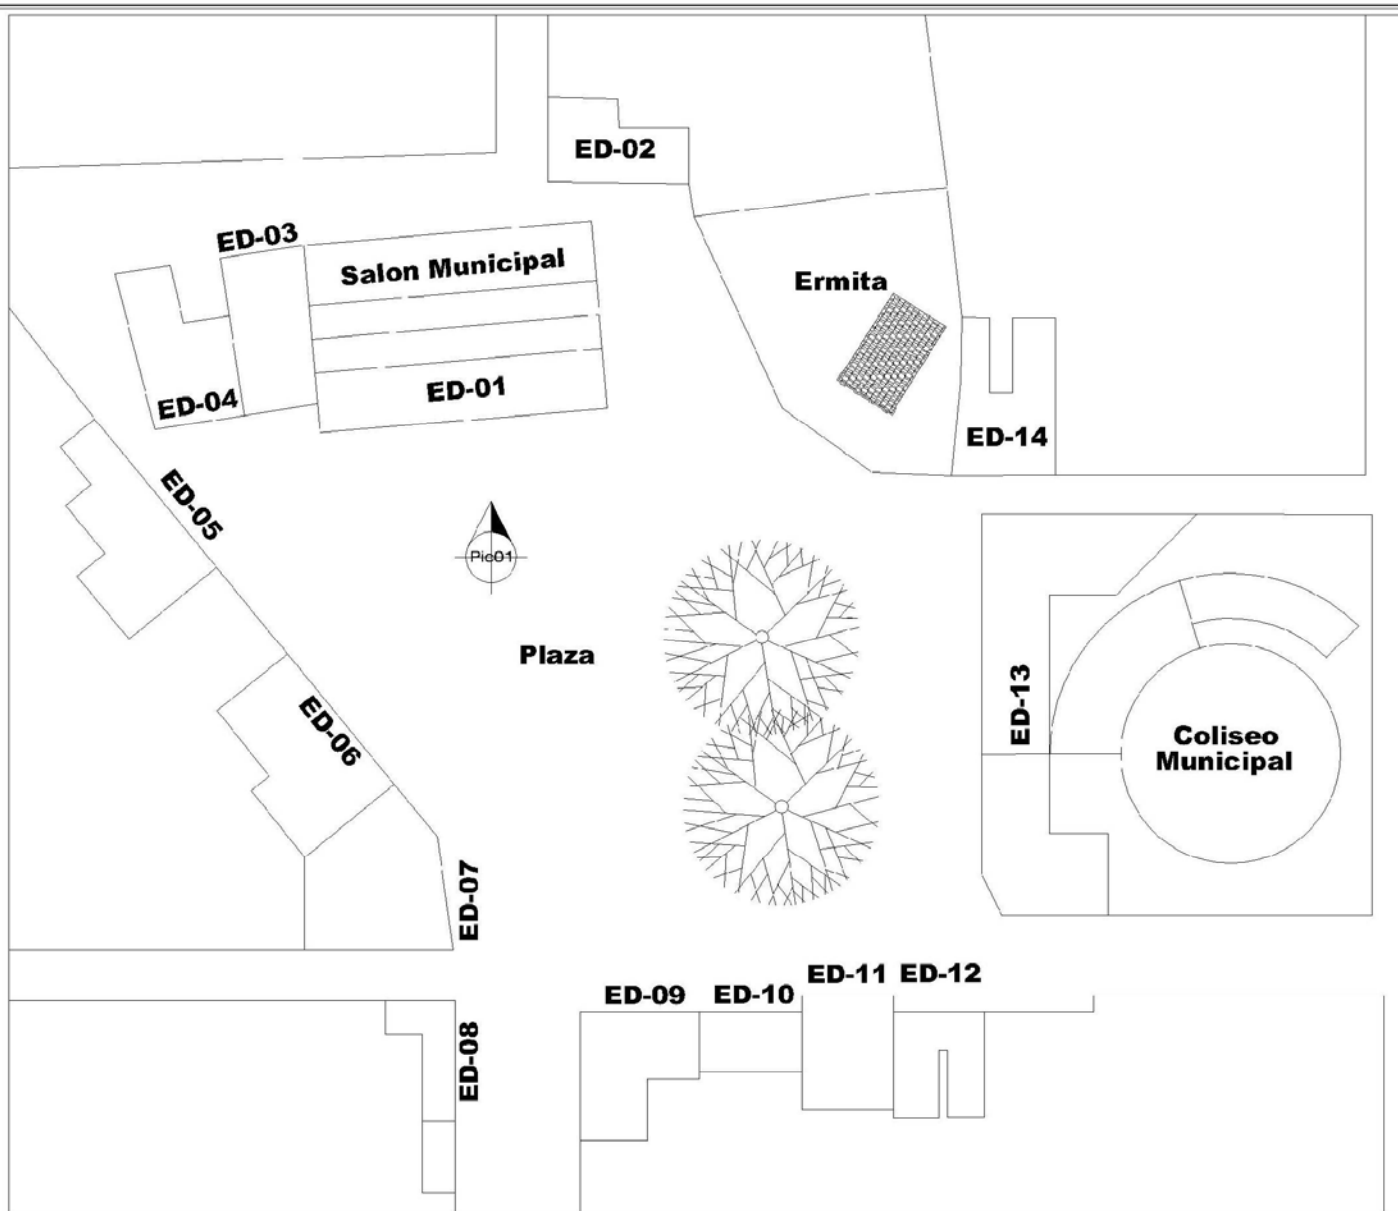 ED-02
ED-03
Salon Municipal
Ermita
ED-04
ED-01
ED-14
ED-05
Pic01
Plaza
ED-13
ED-06
Coliseo
Municipal
ED-07
ED-11
ED-12
ED-09
ED-10
ED-08